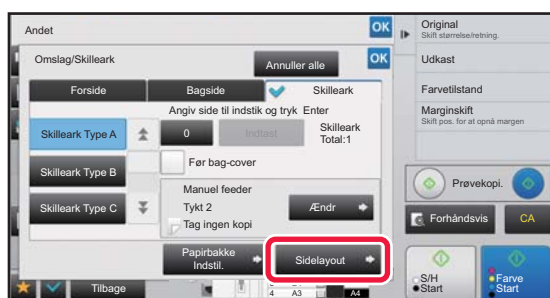 Andet
OK
Omslag/Skilleark
Annuller alle
OK
Forside
Bagside
Skilleark
Angiv side til indstik og tryk Enter
Skilleark Type A
0
Indtast
Skilleark
Total:1
Skilleark Type B
Før bag-cover
Manuel feeder
Tykt 2
Tag ingen kopi
Ændr
Skilleark Type C
Papirbakke
Indstil.
Sidelayout
Tilbage
4
A3
A4
Original
Skift størrelse/retning.
Udkast
Farvetilstand
Marginskift
Skift pos. for at opnå margen
Prøvekopi.
Forhåndsvis
CA
S/H
Start
Farve
Start